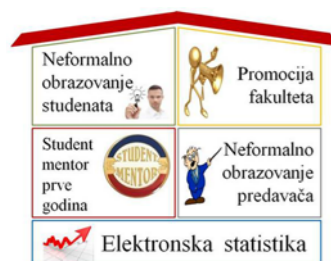 Neformalno
obrazovanje
studenata
Promocija
fakulteta
Student
mentor
prve
godina
STUDENT
MENTOR
Neformalno
obrazovanje
predavača
Elektronska statistika